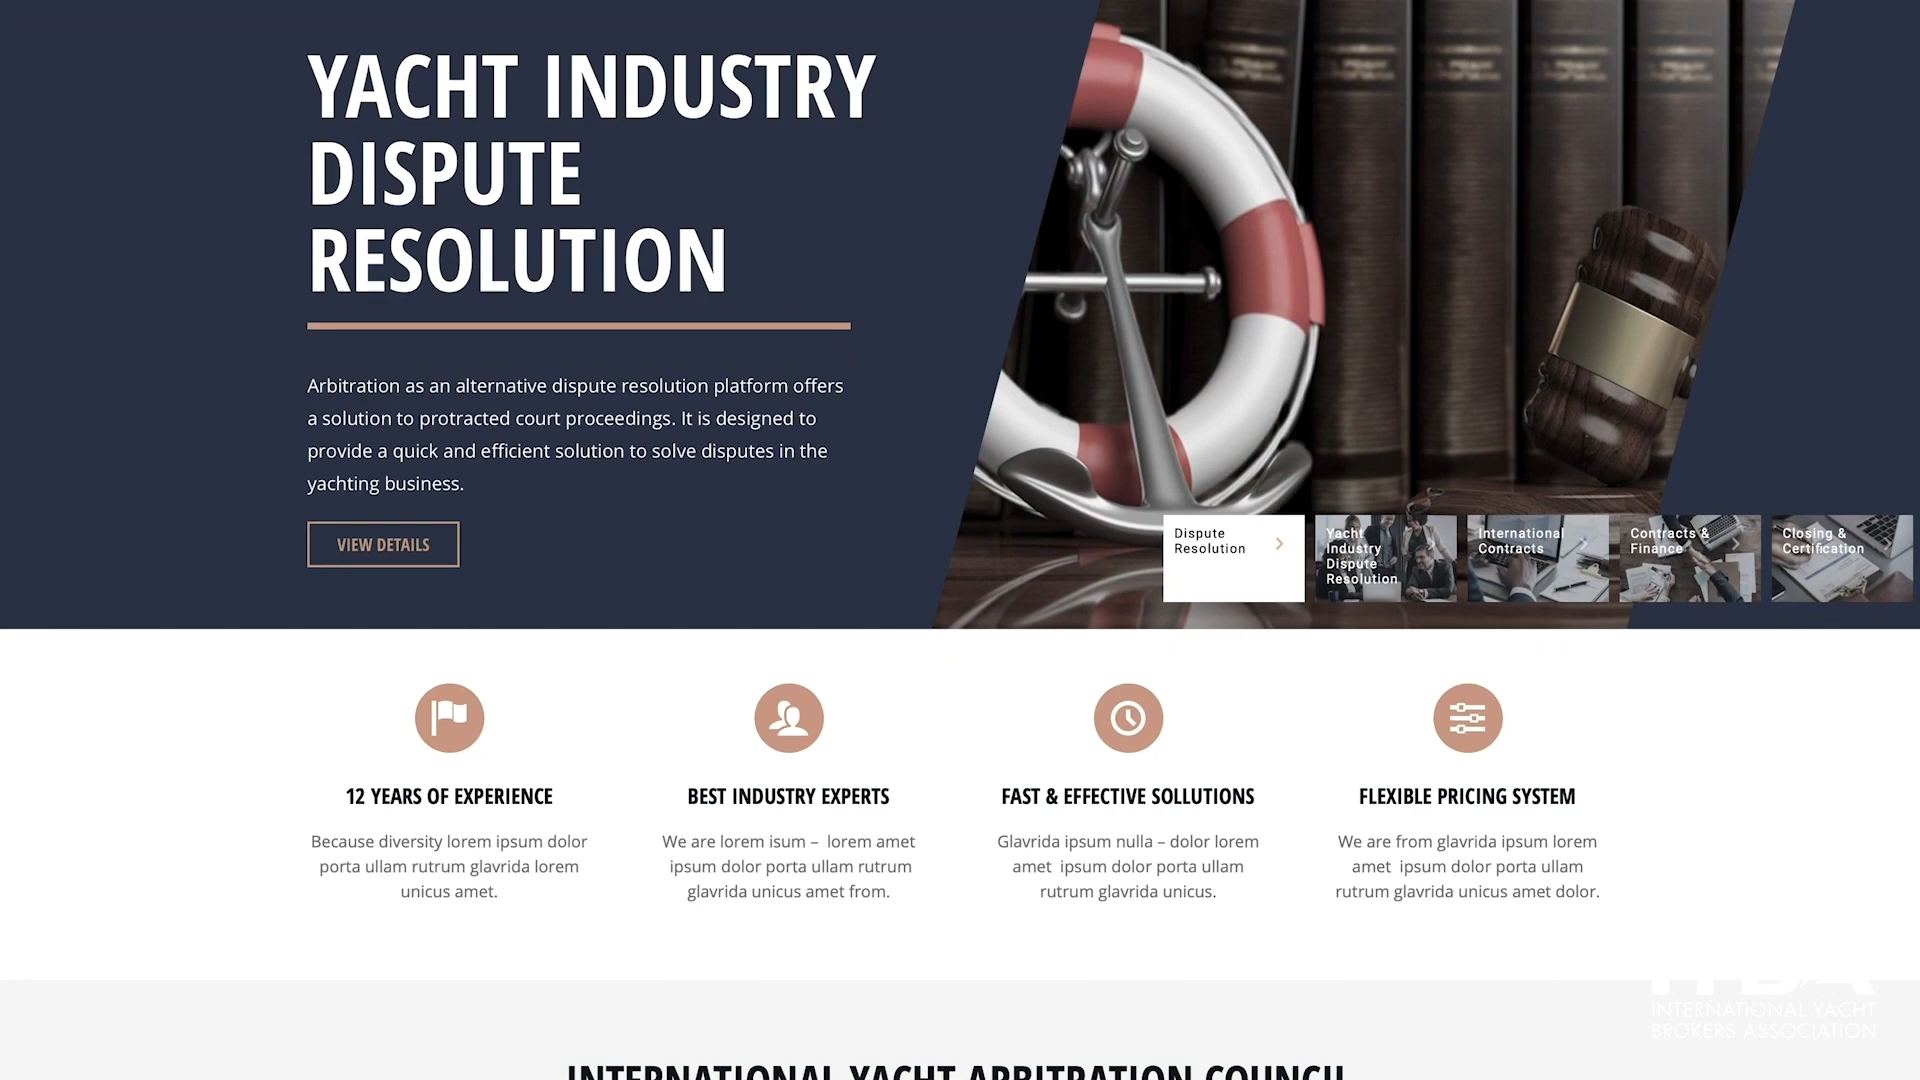 YACHT INDUSTRY
DISPUTE
RESOLUTION
Arbitration as an alternative dispute resolution platform offers
a solution to protracted court proceedings. It is designed to
provide a quick and efficient solution to solve disputes in the
yachting business.
VIEW DETAILS
Dispute
Resolution
Yacht
Industry
Dispute
Resolution
International
Contracts
Contracts &
Finance
Closing &
Certification
12 YEARS OF EXPERIENCE
Because diversity lorem ipsum dolor
porta ullam rutrum glavrida lorem
unicus amet.
BEST INDUSTRY EXPERTS
We are lorem isum – lorem amet
ipsum dolor porta ullam rutrum
glavrida unicus amet from.
FAST & EFFECTIVE SOLLUTIONS
Glavrida ipsum nulla – dolor lorem
amet ipsum dolor porta ullam
rutrum glavrida unicus.
FLEXIBLE PRICING SYSTEM
We are from glavrida ipsum lorem
amet ipsum dolor porta ullam
rutrum glavrida unicus amet dolor.
INTERNATIONAL YACHT
BROKERS ASSOCIATION
INTERNATIONAL YACHT ARBITRATION COUNCIL